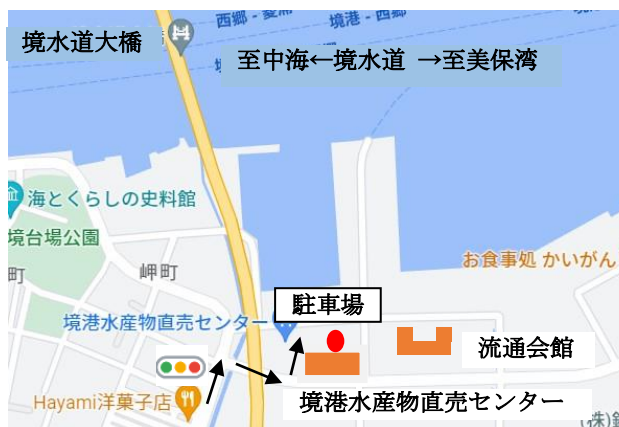 西郷 - 菱浦
境港 - 西郷
境水道大橋
至中海←境水道 →至美保湾
海とくらしの史料館
境台場公園
町
岬町
お食事処 かいがん
駐車場
境港水産物直売センター
流通会館
Hayami洋菓子店
境港水産物直売センター
(株)